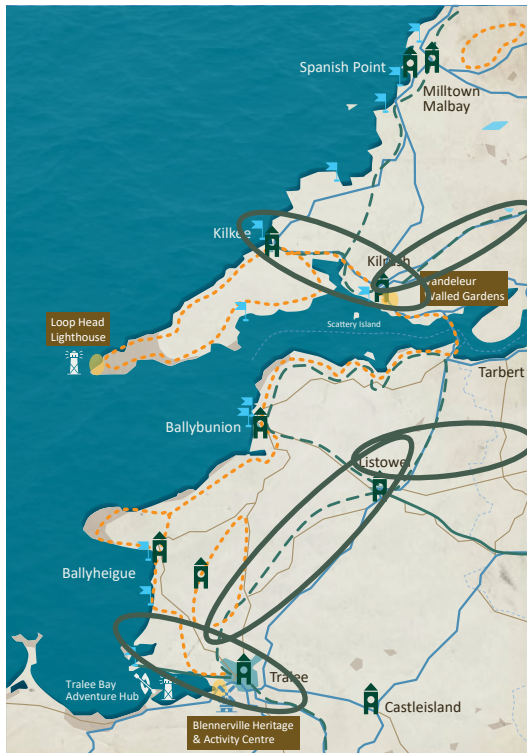 Spanish Point
Milltown
Malbay
Kilkee
Kilrush
Vandeleur
Walled Gardens
Loop Head
Lighthouse
Scattery Island
Tarbert
Ballybunion
Listowel
Ballyheigue
Tralee Bay
Adventure Hub
Tralee
Castleisland
Blennerville Heritage
& Activity Centre